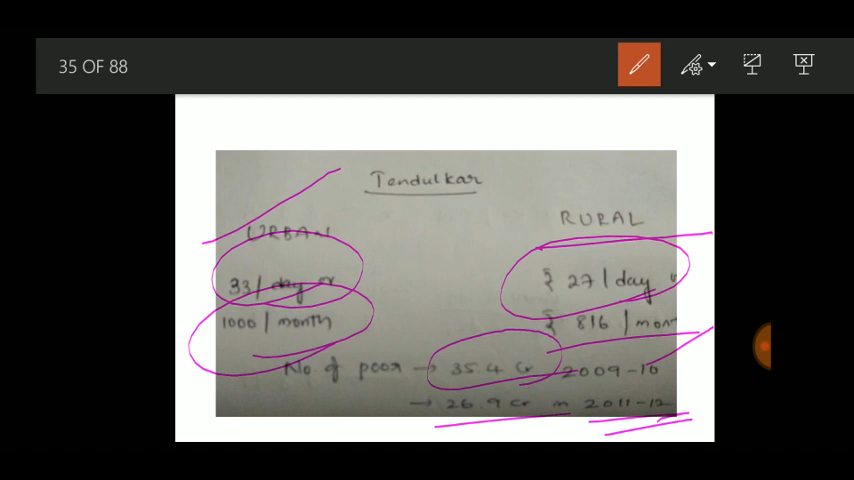 35 OF 88
Tendulkar
URBAN
RURAL
33/day or
₹ 27/day
1000/month
₹ 816/mon
No of poor → 35.4 Cr 2009-10
→ 26.9 Cr in 2011-12